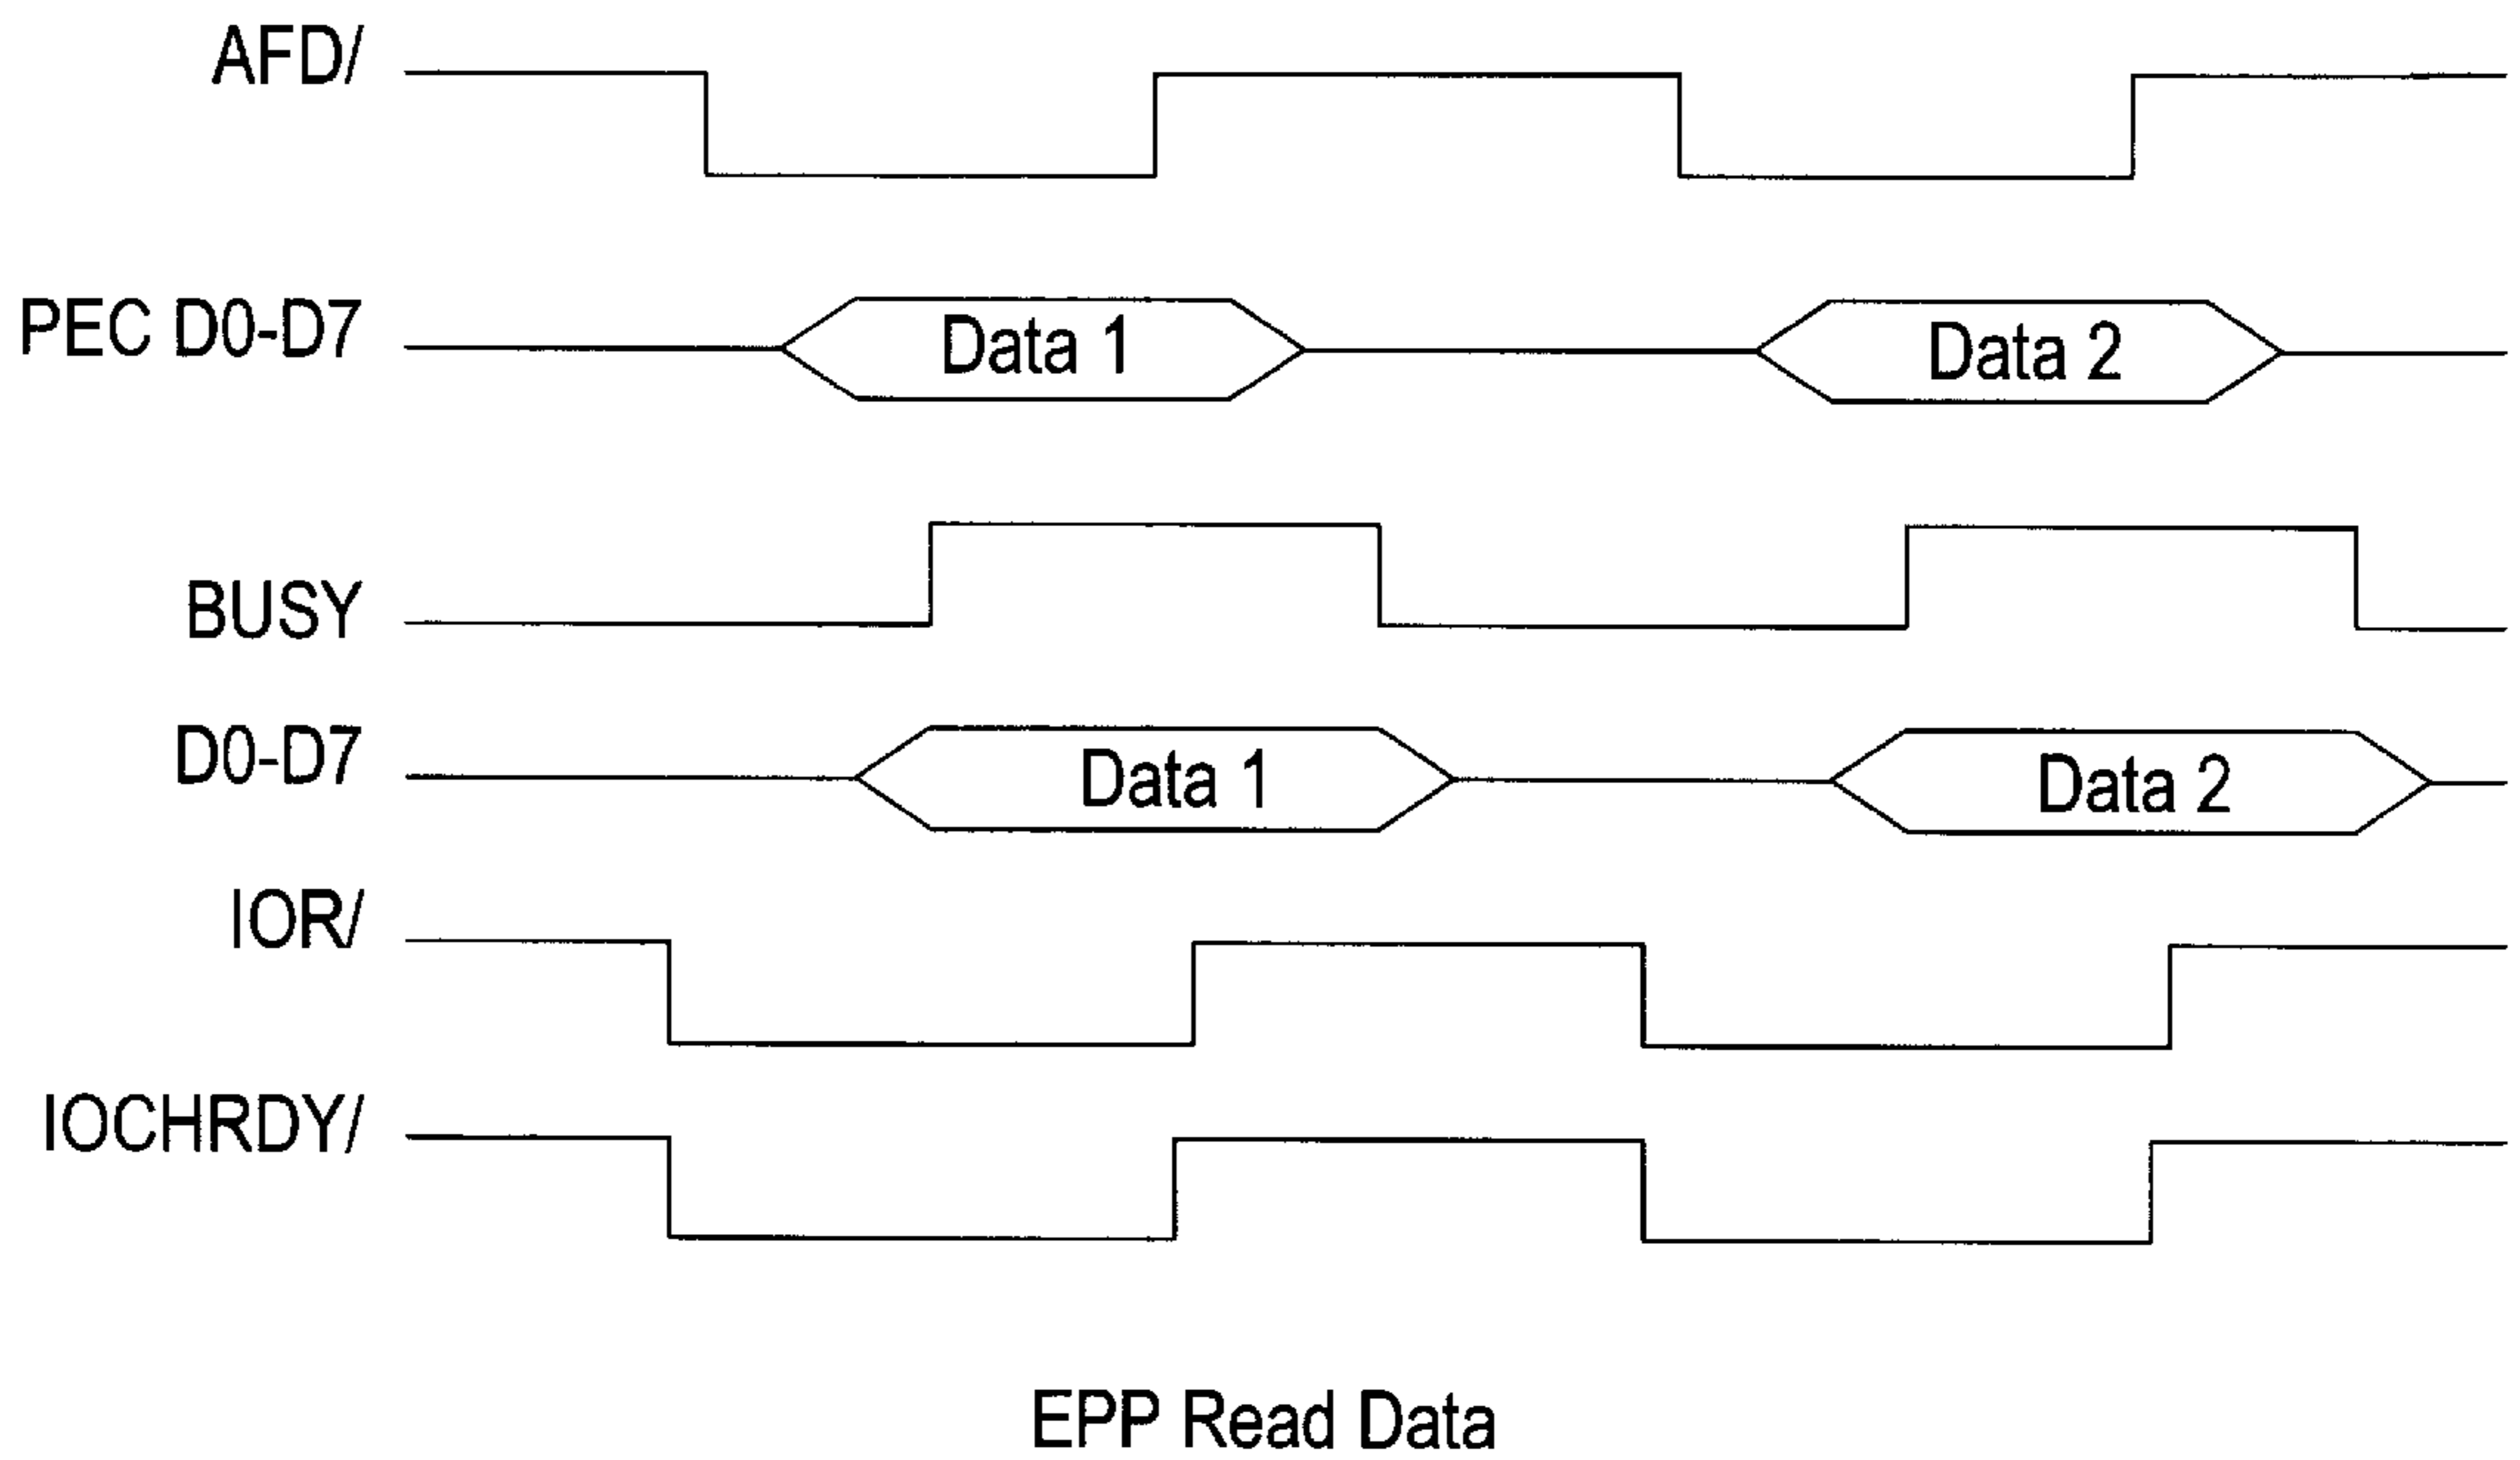 AFD/
PEC D0-D7
Data 1
Data 2
BUSY
D0-D7
Data 1
Data 2
IOR/
IOCHRDY/
EPP Read Data